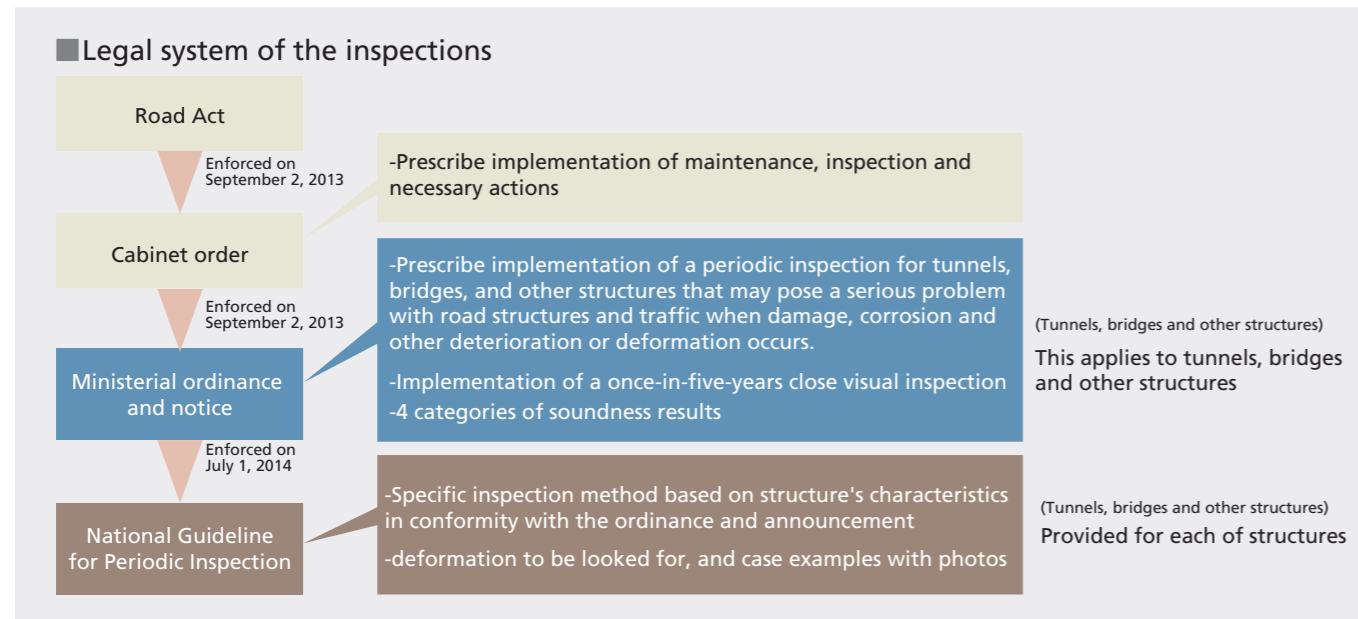 Legal system of the inspections
Road Act
Enforced on
September 2, 2013
-Prescribe implementation of maintenance, inspection and
necessary actions
Cabinet order
Enforced on
September 2, 2013
-Prescribe implementation of a periodic inspection for tunnels,
bridges, and other structures that may pose a serious problem
with road structures and traffic when damage, corrosion and
other deterioration or deformation occurs.
-Implementation of a once-in-five-years close visual inspection
-4 categories of soundness results
(Tunnels, bridges and other structures)
This applies to tunnels, bridges
and other structures
Ministerial ordinance
and notice
Enforced on
July 1, 2014
-Specific inspection method based on structure's characteristics
in conformity with the ordinance and announcement
-deformation to be looked for, and case examples with photos
(Tunnels, bridges and other structures)
Provided for each of structures
National Guideline
for Periodic Inspection